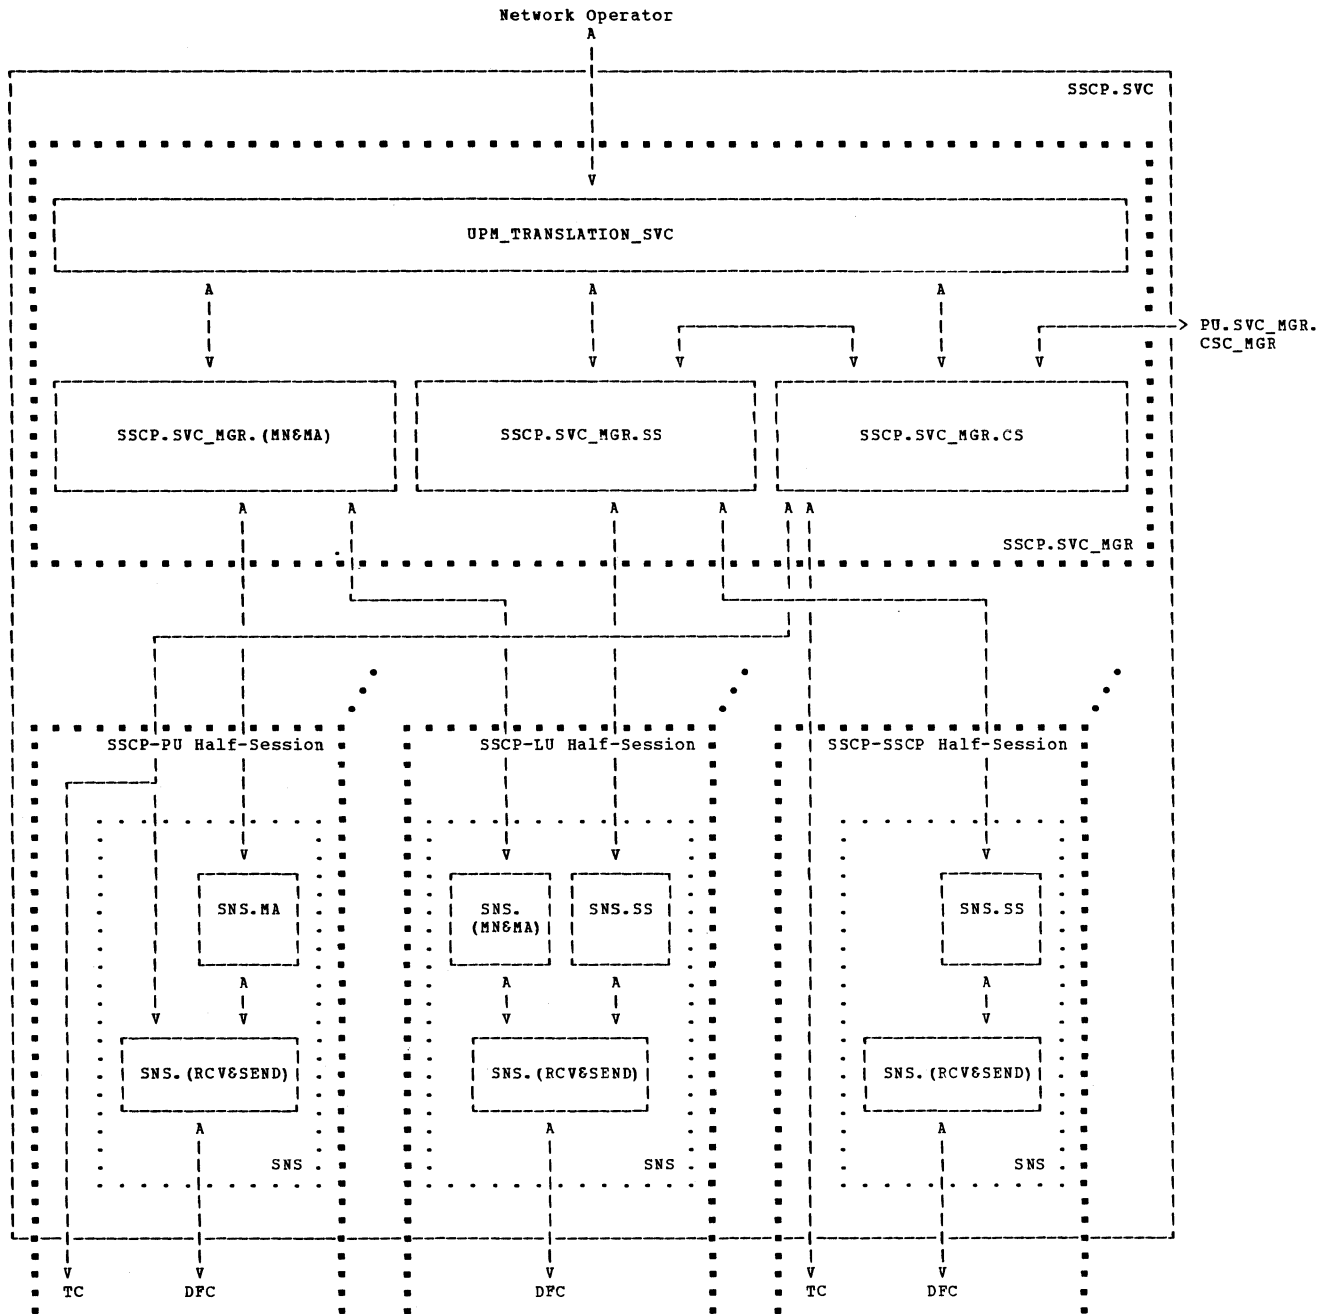 Network Operator
SSCP.SVC
UPM_TRANSLATION_SVC
PU.SVC_MGR.
CSC_MGR
SSCP.SVC_MGR.(MN&MA)
SSCP.SVC_MGR.SS
SSCP.SVC_MGR.CS
SSCP.SVC_MGR
SSCP-PU Half-Session
SSCP-LU Half-Session
SSCP-SSCP Half-Session
SNS.MA
SNS.
(MN&MA)
SNS.SS
SNS.SS
SNS.(RCV&SEND)
SNS.(RCV&SEND)
SNS.(RCV&SEND)
SNS
SNS
SNS
TC
DFC
DFC
TC
DFC